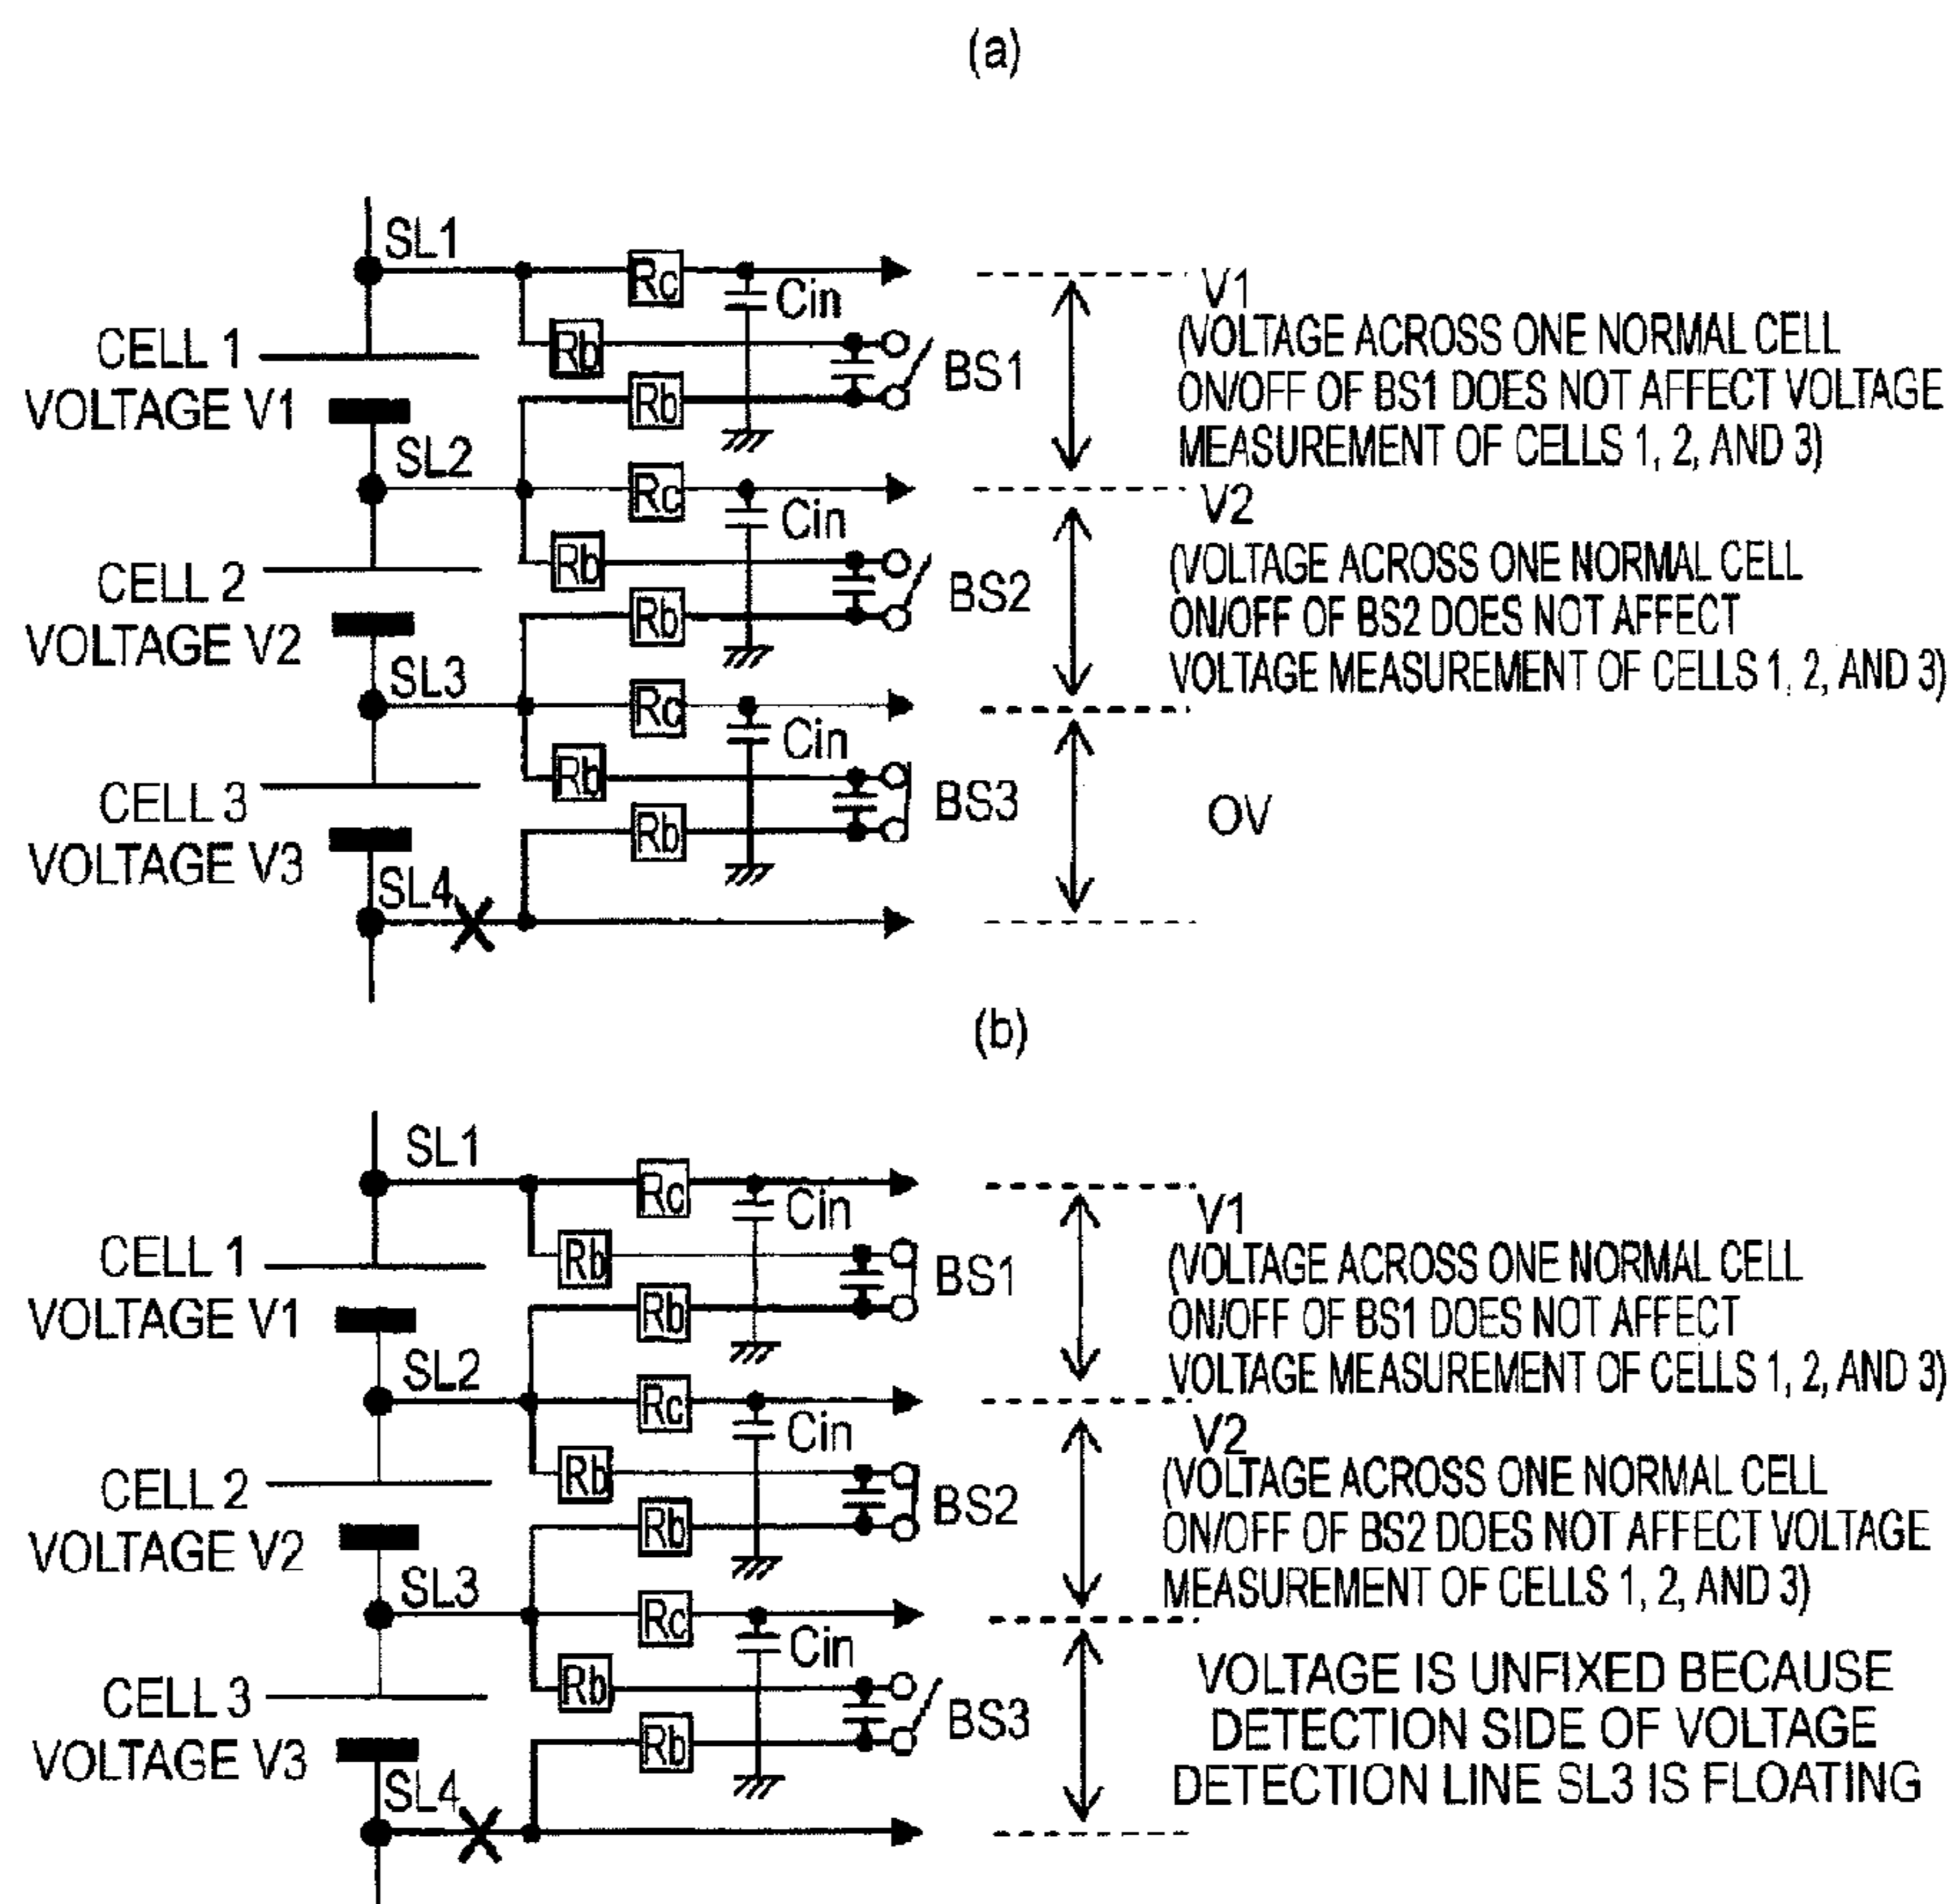 (a)
SL1
Rc
Cin
V1
CELL 1
VOLTAGE V1
Rb
Rb
BS1
(VOLTAGE ACROSS ONE NORMAL CELL
ON/OFF OF BS1 DOES NOT AFFECT VOLTAGE
MEASUREMENT OF CELLS 1, 2, AND 3)
SL2
Rc
Cin
V2
CELL 2
VOLTAGE V2
Rb
Rb
BS2
(VOLTAGE ACROSS ONE NORMAL CELL
ON/OFF OF BS2 DOES NOT AFFECT
VOLTAGE MEASUREMENT OF CELLS 1, 2, AND 3)
SL3
Rc
Cin
CELL 3
VOLTAGE V3
Rb
Rb
BS3
OV
SL4
(b)
SL1
Rc
Cin
V1
CELL 1
VOLTAGE V1
Rb
Rb
BS1
(VOLTAGE ACROSS ONE NORMAL CELL
ON/OFF OF BS1 DOES NOT AFFECT
VOLTAGE MEASUREMENT OF CELLS 1, 2, AND 3)
SL2
Rc
Cin
V2
CELL 2
VOLTAGE V2
Rb
Rb
BS2
(VOLTAGE ACROSS ONE NORMAL CELL
ON/OFF OF BS2 DOES NOT AFFECT VOLTAGE
MEASUREMENT OF CELLS 1, 2, AND 3)
SL3
Rc
Cin
CELL 3
VOLTAGE V3
Rb
Rb
BS3
VOLTAGE IS UNFIXED BECAUSE
DETECTION SIDE OF VOLTAGE
DETECTION LINE SL3 IS FLOATING
SL4